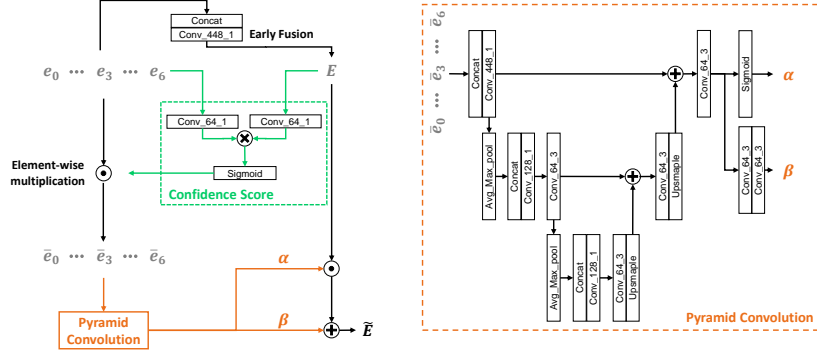 Concat
Conv_448_1
Early Fusion
e0 ⋯ e3 ⋯ e6
E
Conv_64_1
Conv_64_1
Sigmoid
Confidence Score
Element-wise
multiplication
ē0 ⋯ ē3 ⋯ ē6
α
Pyramid
Convolution
β
Ẽ
ē0 ⋯ ē3 ⋯ ē6
Concat
Conv_448_1
Conv_64_3
Sigmoid
α
Avg_Max_pool
Concat
Conv_128_1
Conv_64_3
Conv_64_3
Upsmaple
Conv_64_3
Conv_64_3
β
Avg_Max_pool
Concat
Conv_128_1
Conv_64_3
Upsmaple
Pyramid Convolution